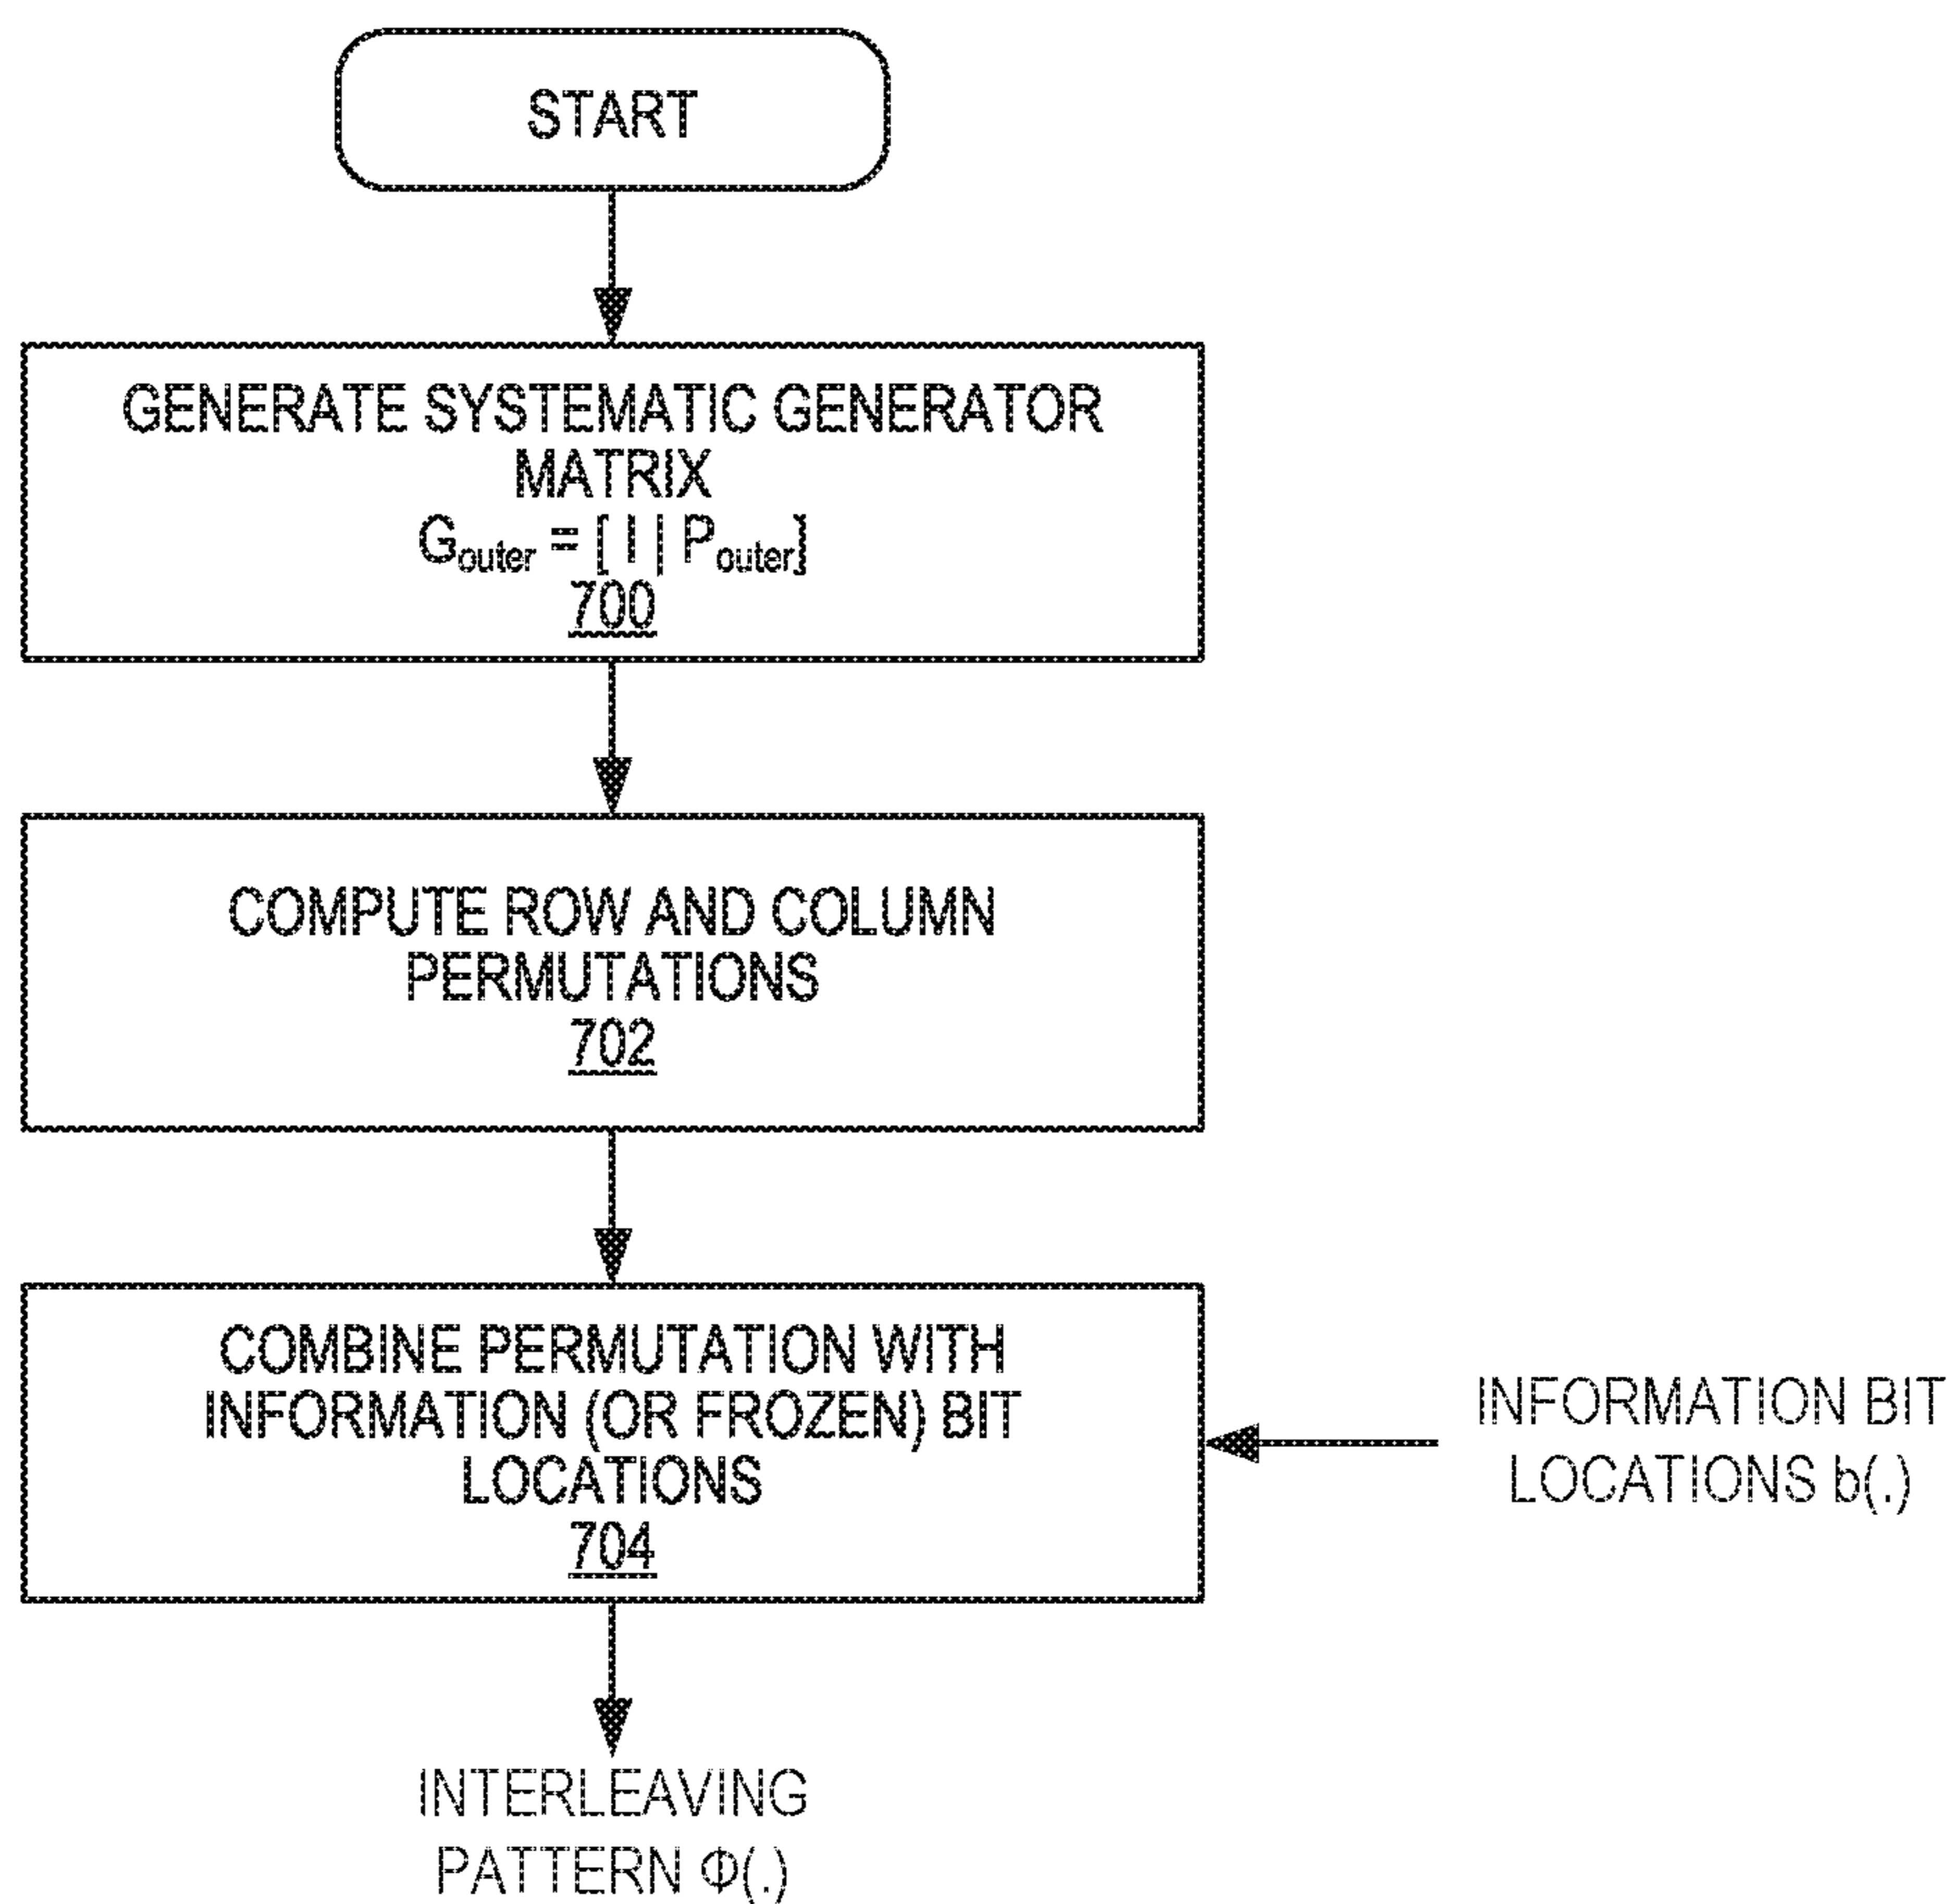 START
GENERATE SYSTEMATIC GENERATOR
MATRIX
G_outer = [ I | P_outer]
700
COMPUTE ROW AND COLUMN
PERMUTATIONS
702
COMBINE PERMUTATION WITH
INFORMATION (OR FROZEN) BIT
LOCATIONS
704
INFORMATION BIT
LOCATIONS b(.)
INTERLEAVING
PATTERN Φ(.)